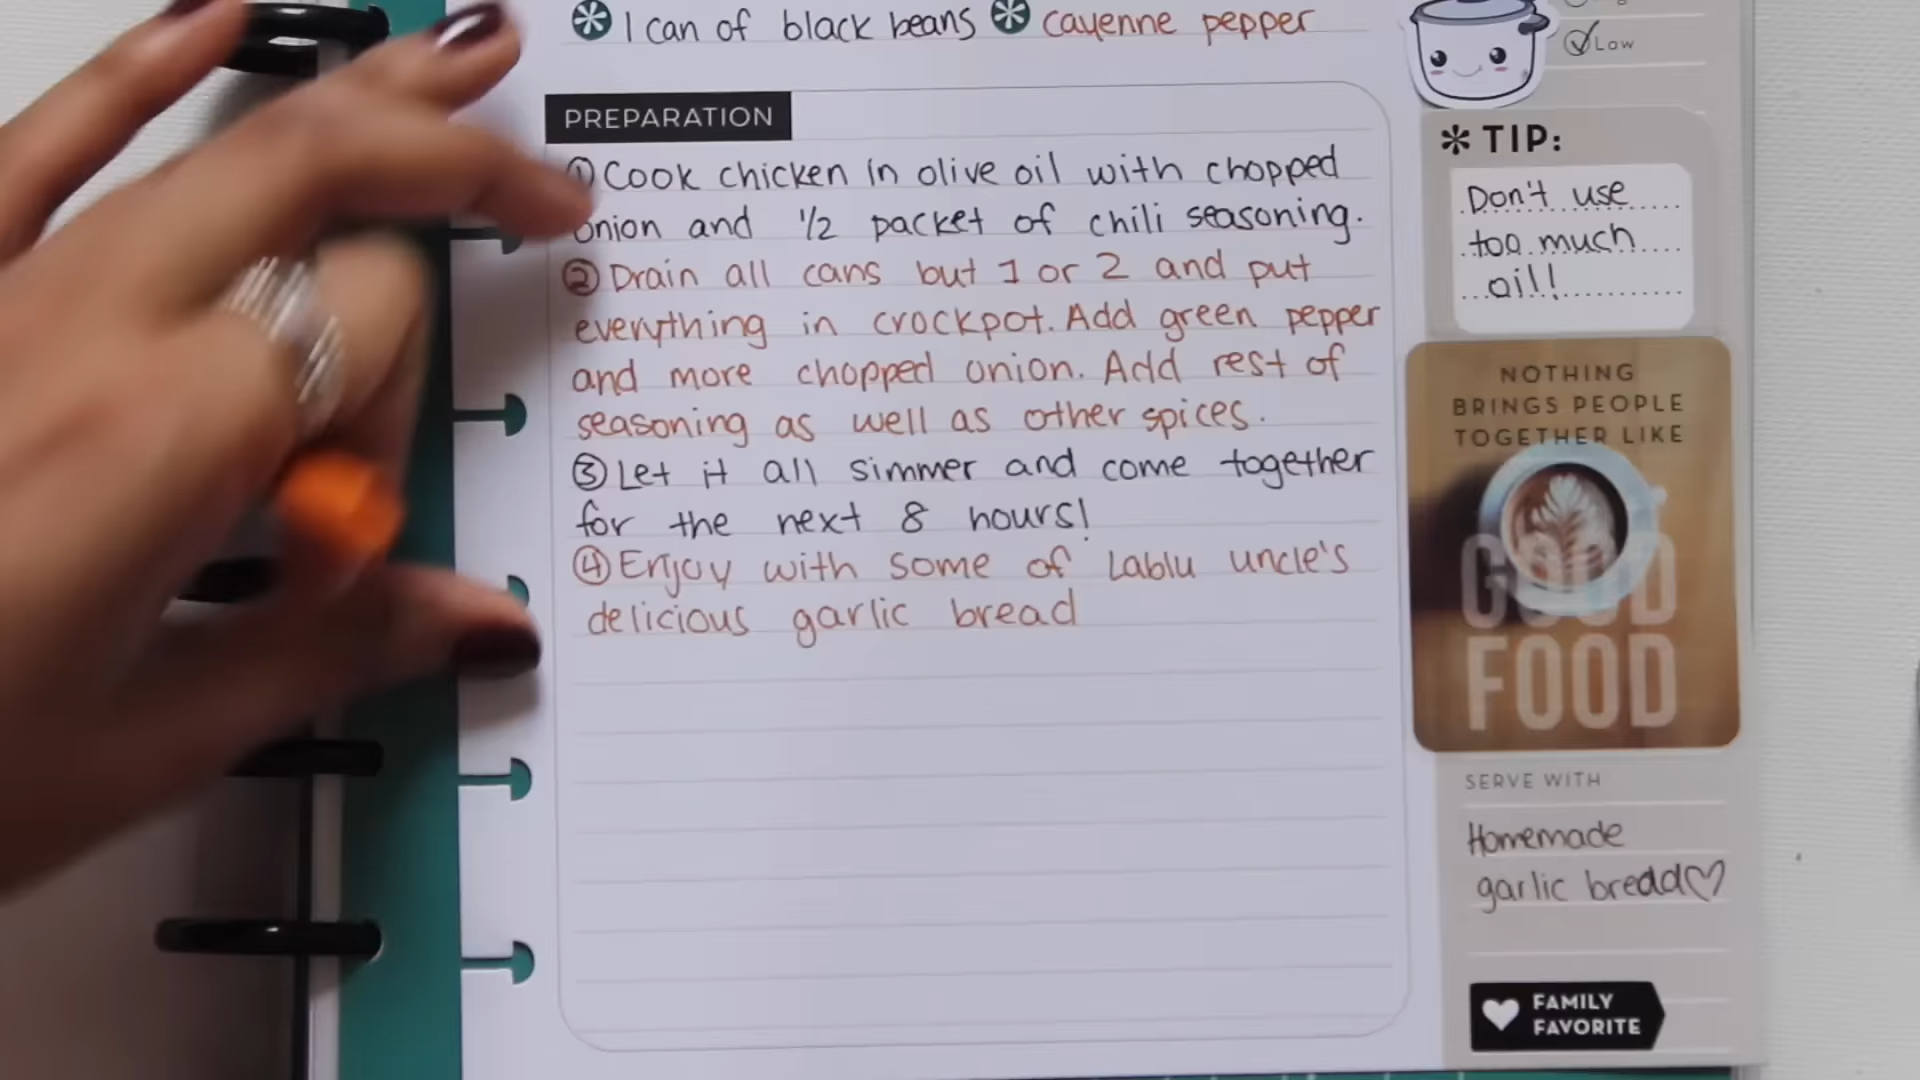 1 can of black beans cayenne pepper
Low
PREPARATION
① Cook chicken in olive oil with chopped
onion and 1/2 packet of chili seasoning.
② Drain all cans but 1 or 2 and put
everything in crockpot. Add green pepper
and more chopped onion. Add rest of
seasoning as well as other spices.
③ Let it all simmer and come together
for the next 8 hours!
④ Enjoy with some of Lablu uncle's
delicious garlic bread
* TIP:
Don't use
too much
oil!
NOTHING
BRINGS PEOPLE
TOGETHER LIKE
GOOD
FOOD
SERVE WITH
Homemade
garlic bread♡
FAMILY
FAVORITE